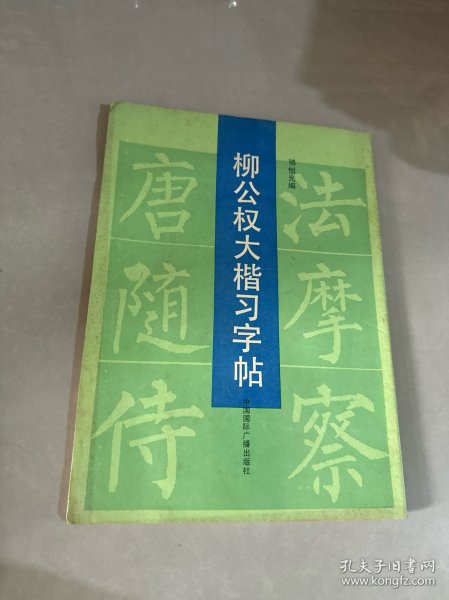 柳公权大楷习字帖
骆恒光编
中国国际广播出版社
唐随侍
法摩察
孔夫子旧书网
www.kongfz.com